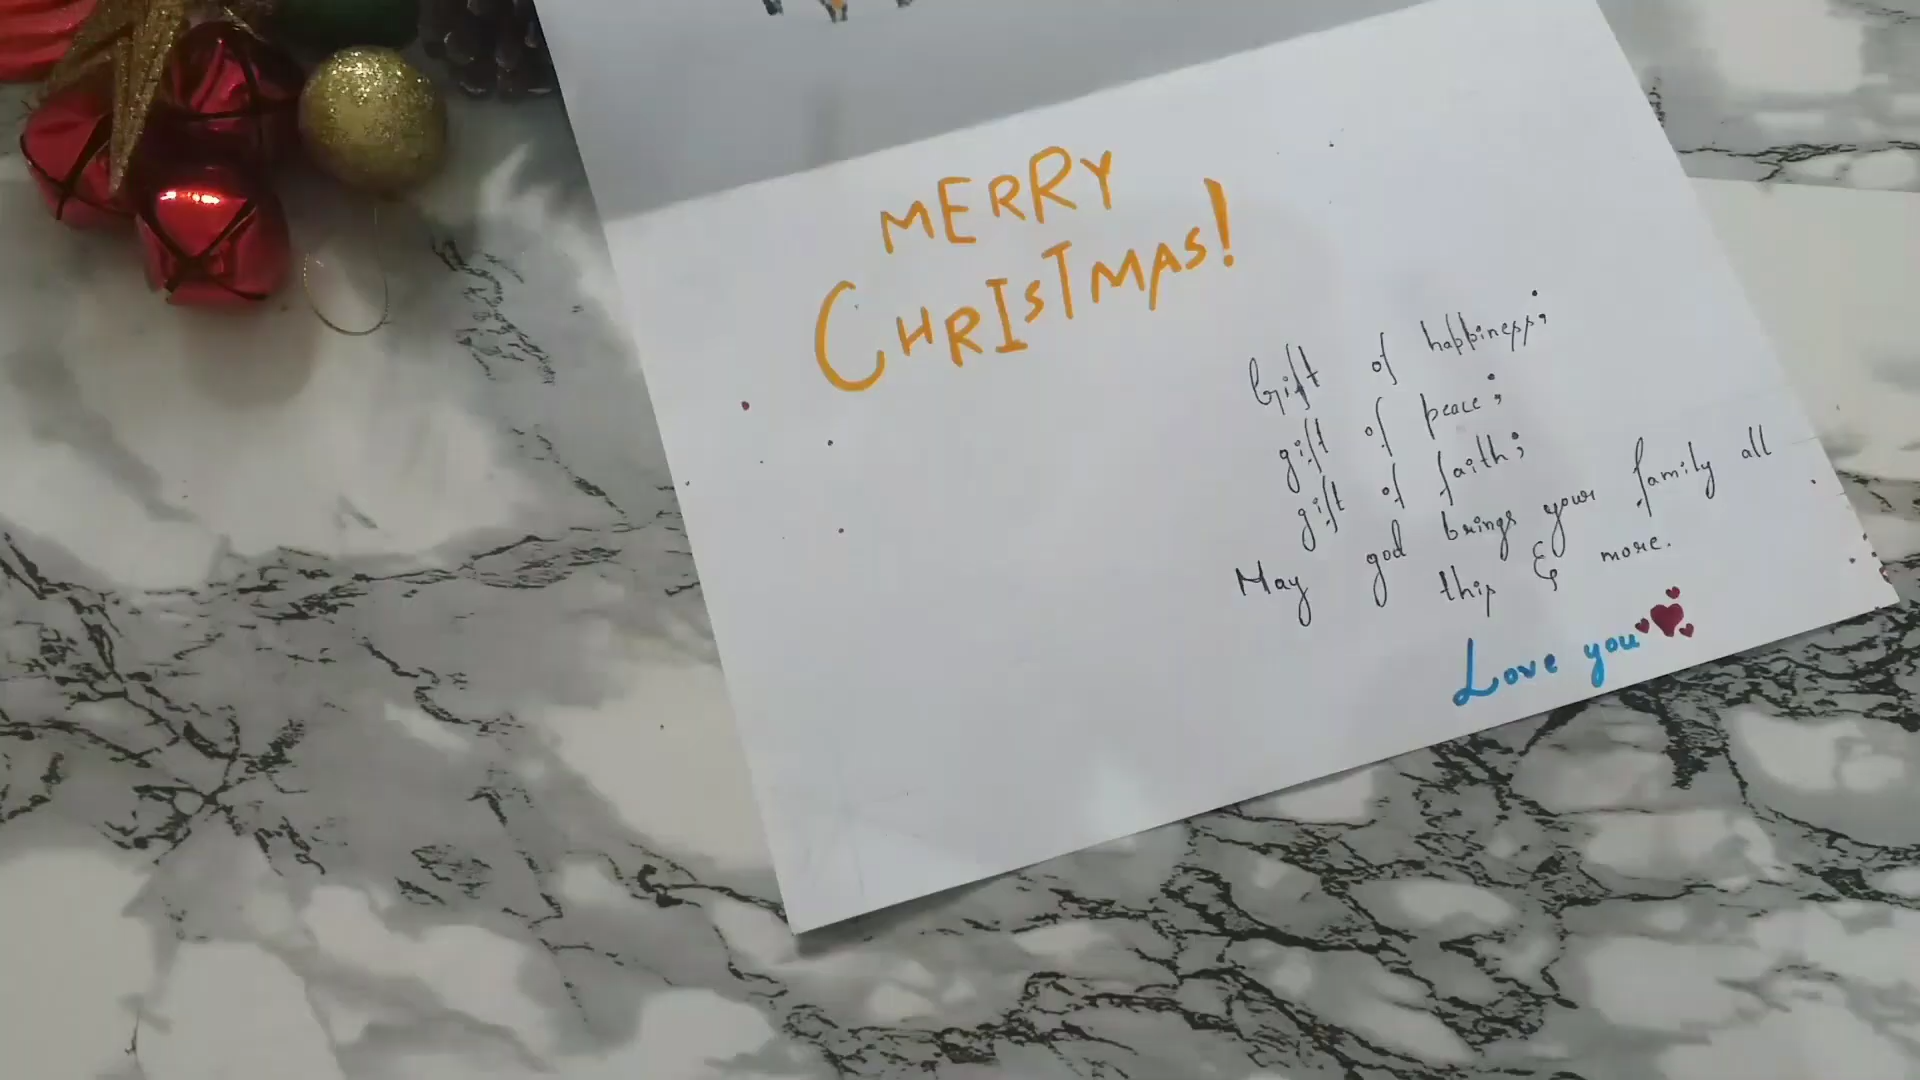 MERRY
CHRISTMAS!
Gift of happiness;
gift of peace;
gift of faith;
May god brings your family all
this & more.
Love you